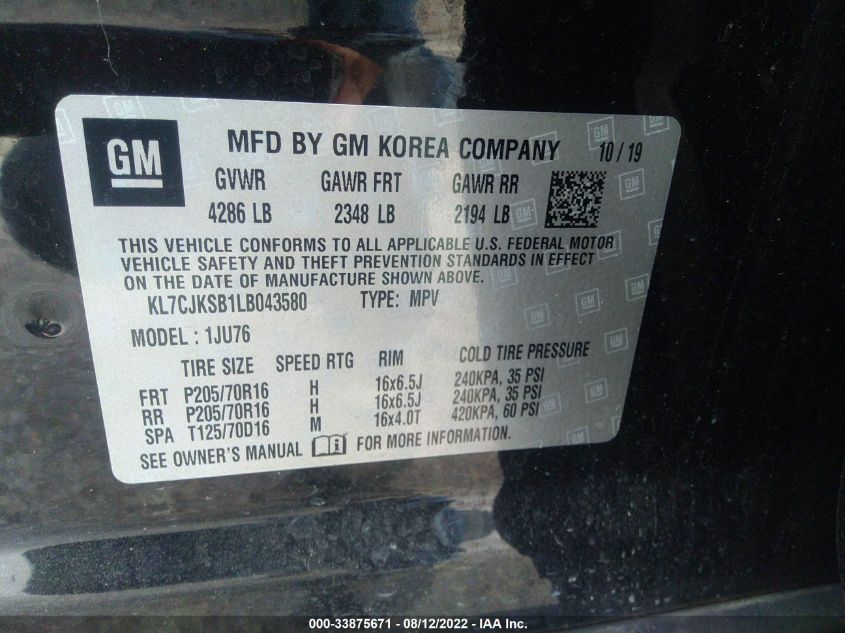 GM
MFD BY GM KOREA COMPANY 10 / 19
GVWR GAWR FRT GAWR RR
4286 LB 2348 LB 2194 LB
THIS VEHICLE CONFORMS TO ALL APPLICABLE U.S. FEDERAL MOTOR
VEHICLE SAFETY AND THEFT PREVENTION STANDARDS IN EFFECT
ON THE DATE OF MANUFACTURE SHOWN ABOVE.
KL7CJKSB1LB043580 TYPE: MPV
MODEL : 1JU76
TIRE SIZE SPEED RTG RIM COLD TIRE PRESSURE
FRT P205/70R16 H 16x6.5J 240KPA, 35 PSI
RR P205/70R16 H 16x6.5J 240KPA, 35 PSI
SPA T125/70D16 M 16x4.0T 420KPA, 60 PSI
SEE OWNER'S MANUAL FOR MORE INFORMATION.
000-33875671 - 08/12/2022 - IAA Inc.